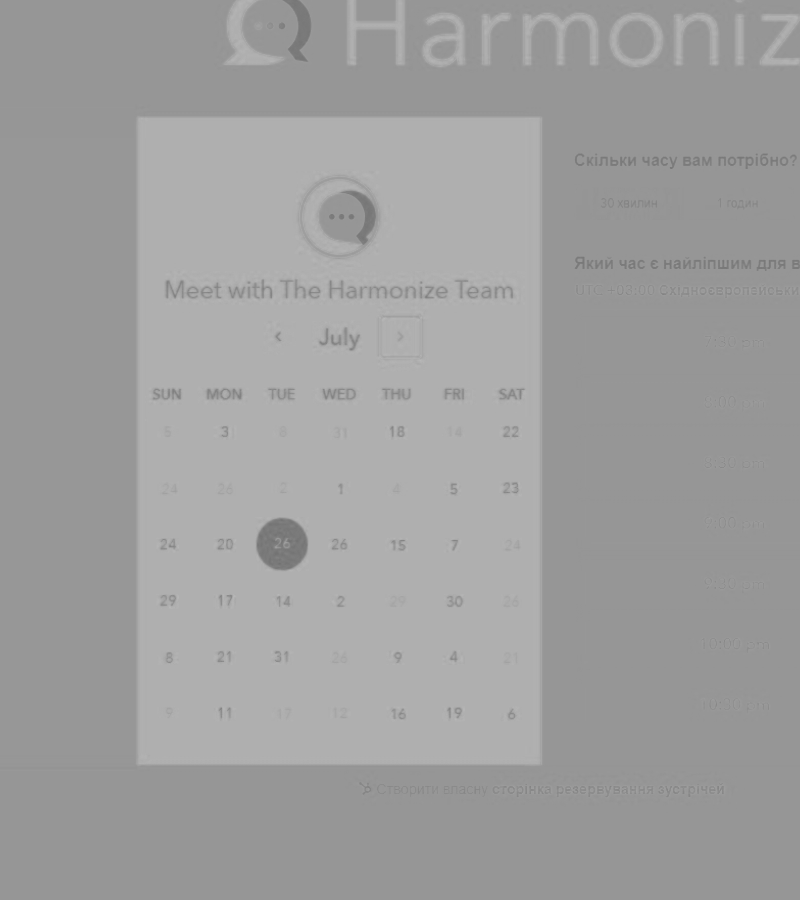 Harmoniz
Meet with The Harmonize Team
July
SUN MON TUE WED THU FRI SAT
5 3 8 31 18 14 22
24 26 2 1 4 5 23
24 20 26 26 15 7 24
29 17 14 2 29 30 26
8 21 31 26 9 4 21
9 11 17 12 16 19 6
Скільки часу вам потрібно?
30 хвилин 1 годин
Який час є найліпшим для в
UTC +03:00 Східноєвропейськи
7:30 pm
8:00 pm
8:30 pm
9:00 pm
9:30 pm
10:00 pm
10:30 pm
Створити власну сторінка резервування зустрічей